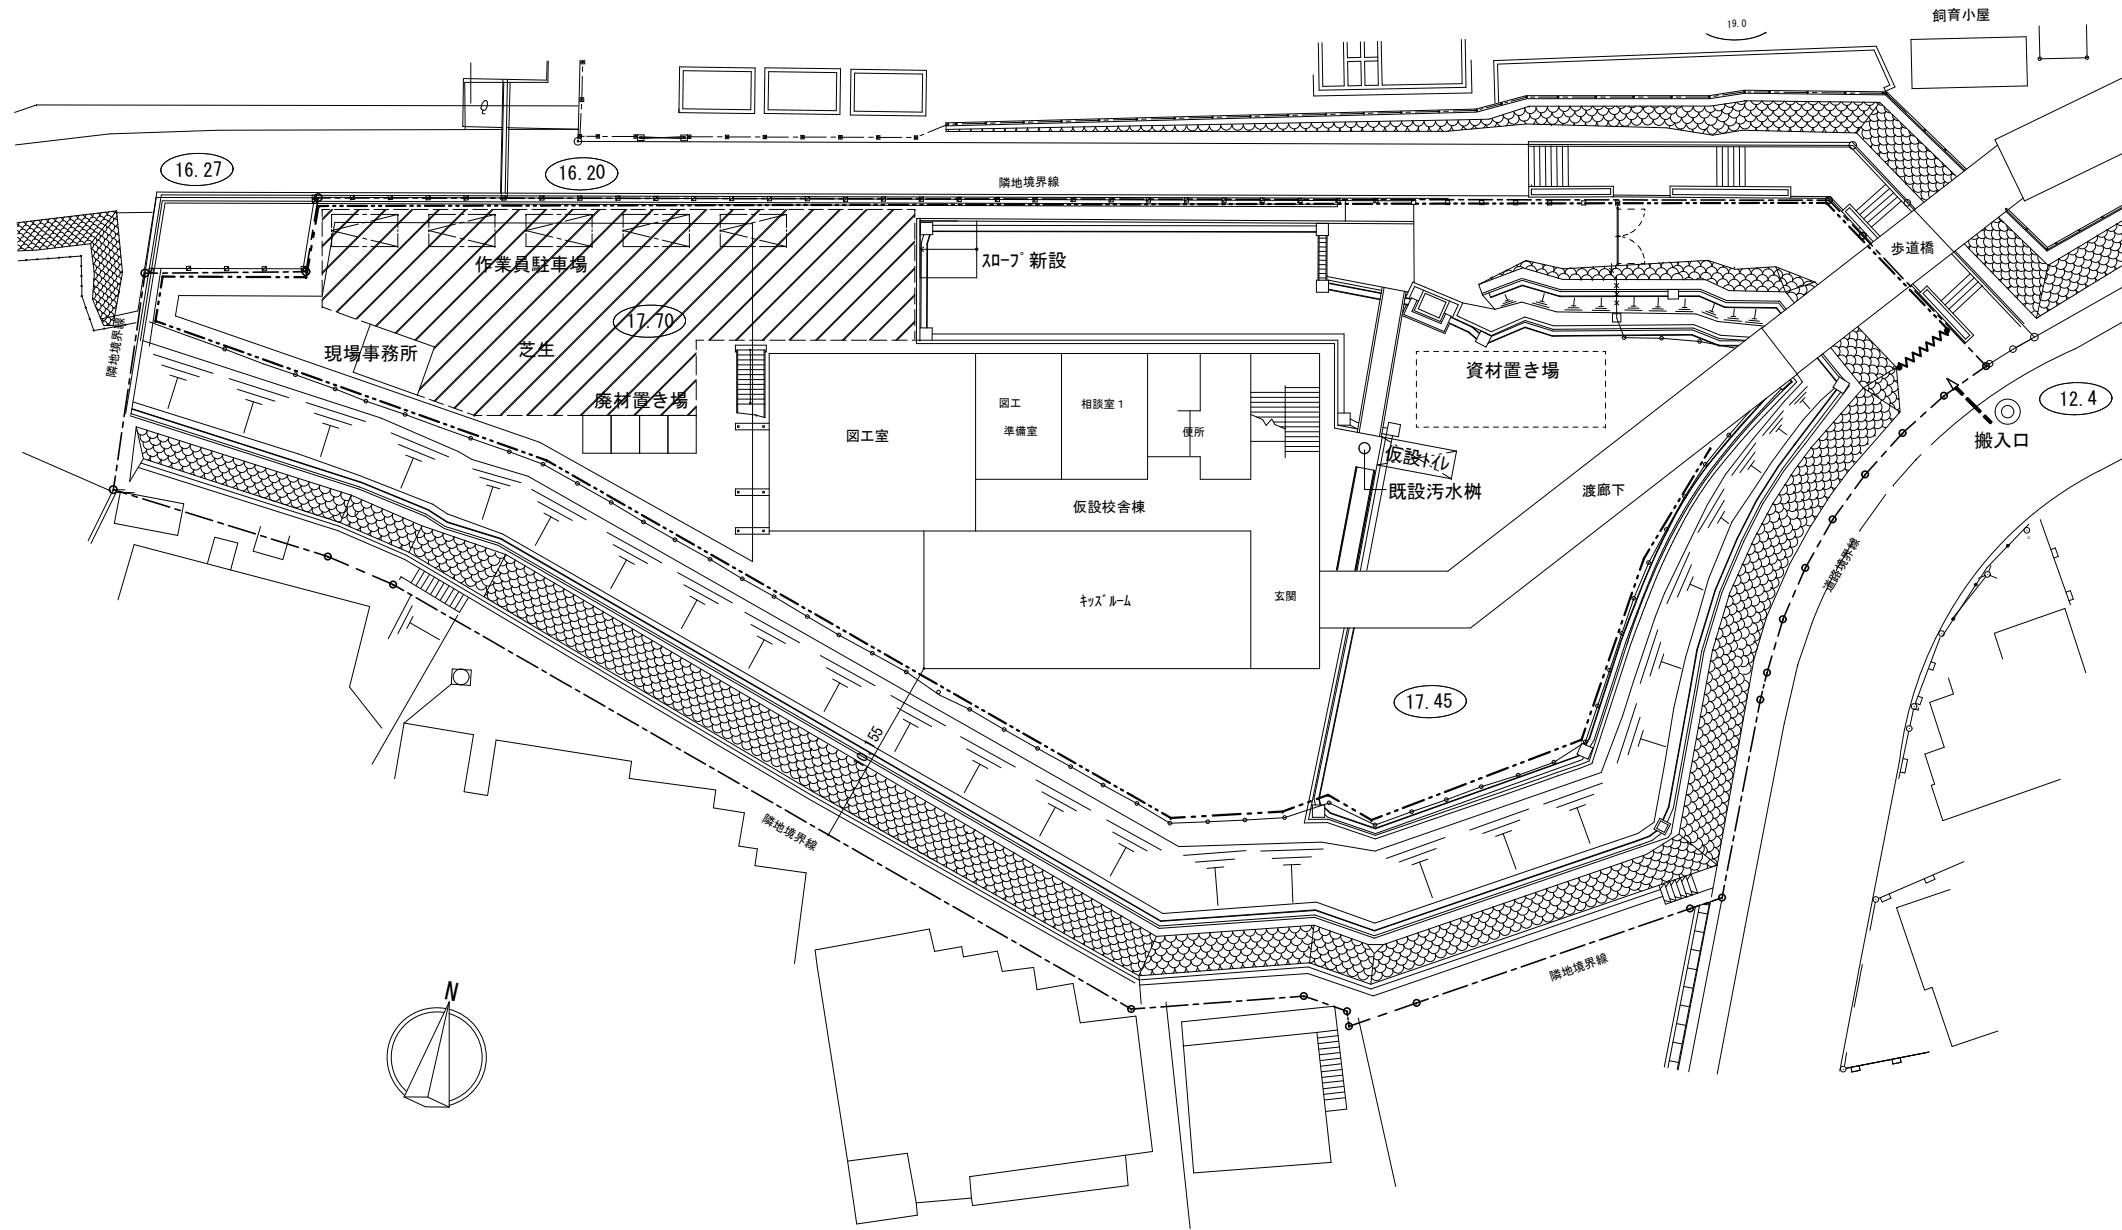 飼育小屋
19.0
16.27
16.20
隣地境界線
歩道橋
作業員駐車場
スロープ新設
17.70
芝生
現場事務所
隣地境界線
廃材置き場
資材置き場
12.4
搬入口
図工室
図工
準備室
相談室1
便所
仮設トイレ
既設汚水桝
渡廊下
仮設校舎棟
道路境界線
キッズルーム
玄関
17.45
隣地境界線
隣地境界線
N